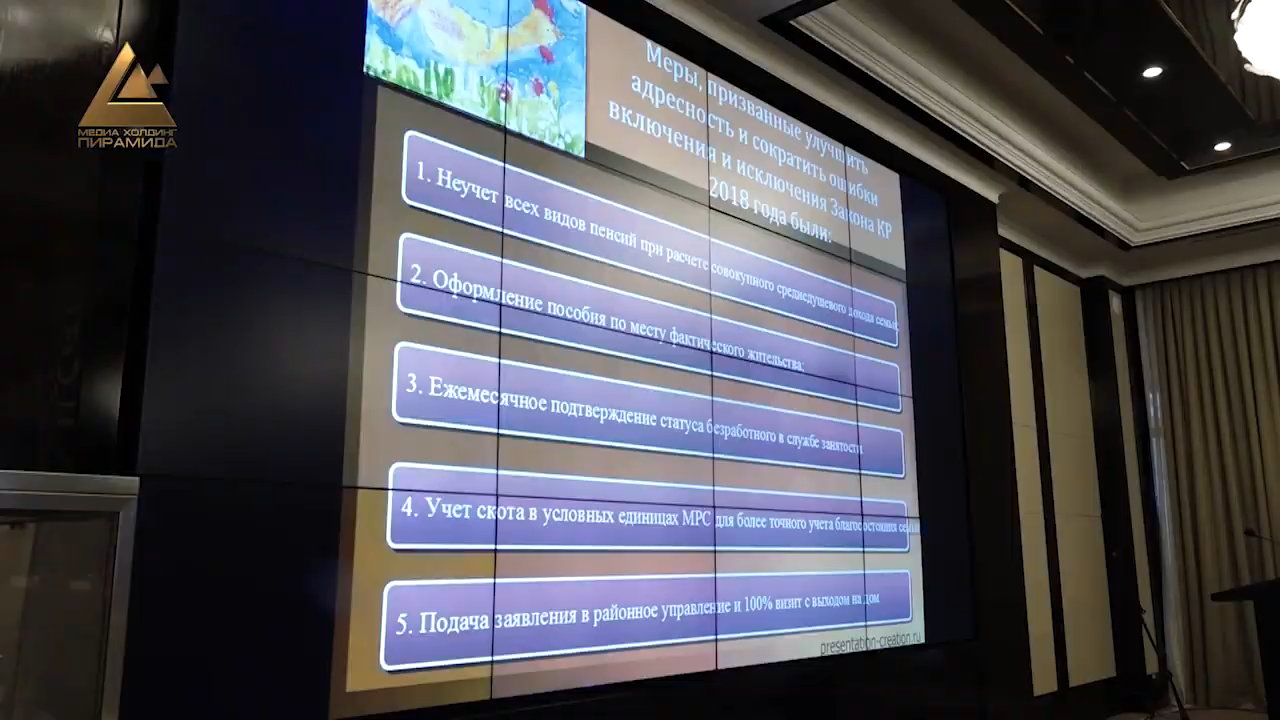 МЕДИА ХОЛДИНГ
ПИРАМИДА
Меры, призванные улучшить
адресность и сократить ошибки
включения и исключения Закона КР
2018 года были:
1. Неучет всех видов пенсий при расчете совокупного среднедушевого дохода семьи
2. Оформление пособия по месту фактического жительства;
3. Ежемесячное подтверждение статуса безработного в службе занятости
4. Учет скота в условных единицах МРС для более точного учета благосостояния семьи
5. Подача заявления в районное управление и 100% визит с выходом на дом
presentation-creation.ru